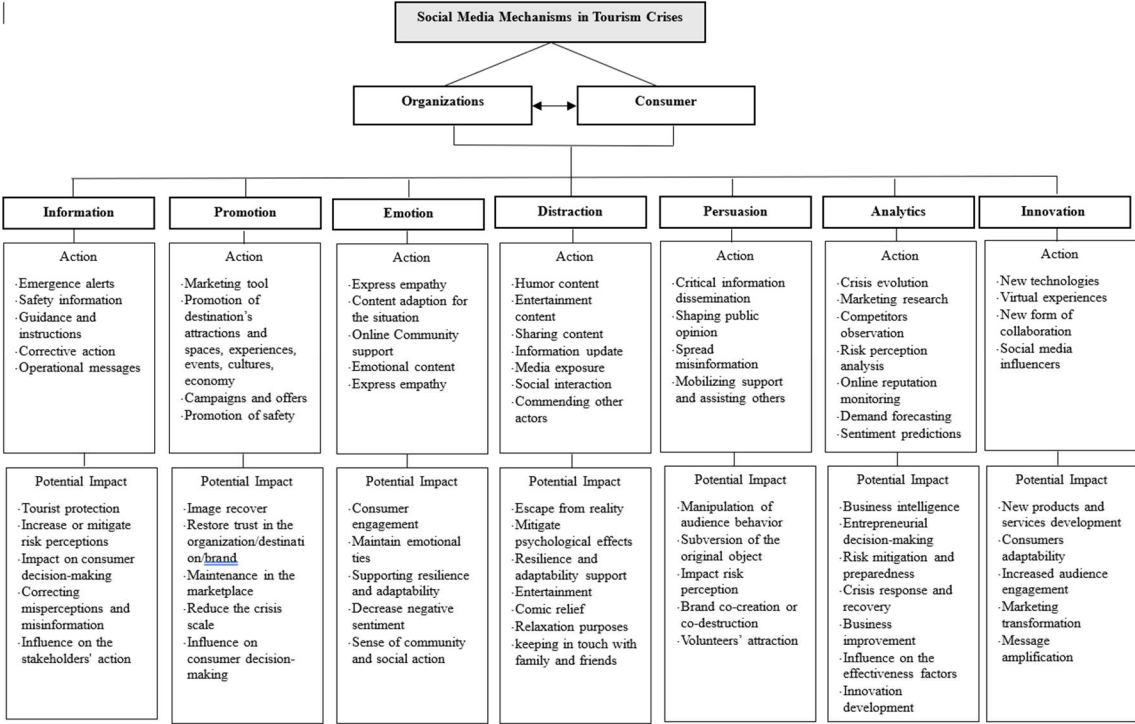 Social Media Mechanisms in Tourism Crises
Organizations
Consumer
Information
Promotion
Emotion
Distraction
Persuasion
Analytics
Innovation
Action
·Emergence alerts
·Safety information
·Guidance and
instructions
·Corrective action
·Operational messages
Action
·Marketing tool
·Promotion of
destination's
attractions and
spaces, experiences,
events, cultures,
economy
·Campaigns and offers
·Promotion of safety
Action
·Express empathy
·Content adaption for
the situation
·Online Community
support
·Emotional content
·Express empathy
Action
·Humor content
·Entertainment
content
·Sharing content
·Information update
·Media exposure
·Social interaction
·Commending other
actors
Action
·Critical information
dissemination
·Shaping public
opinion
·Spread
misinformation
·Mobilizing support
and assisting others
Action
·Crisis evolution
·Marketing research
·Competitors
observation
·Risk perception
analysis
·Online reputation
monitoring
·Demand forecasting
·Sentiment predictions
Action
·New technologies
·Virtual experiences
·New form of
collaboration
·Social media
influencers
Potential Impact
·Tourist protection
·Increase or mitigate
risk perceptions
·Impact on consumer
decision-making
·Correcting
misperceptions and
misinformation
·Influence on the
stakeholders' action
Potential Impact
·Image recover
·Restore trust in the
organization/destinati
on/brand
·Maintenance in the
marketplace
·Reduce the crisis
scale
·Influence on
consumer decision-
making
Potential Impact
·Consumer
engagement
·Maintain emotional
ties
·Supporting resilience
and adaptability
·Decrease negative
sentiment
·Sense of community
and social action
Potential Impact
·Escape from reality
·Mitigate
psychological effects
·Resilience and
adaptability support
·Entertainment
·Comic relief
·Relaxation purposes
·keeping in touch with
family and friends
Potential Impact
·Manipulation of
audience behavior
·Subversion of the
original object
·Impact risk
perception
·Brand co-creation or
co-destruction
·Volunteers' attraction
Potential Impact
·Business intelligence
·Entrepreneurial
decision-making
·Risk mitigation and
preparedness
·Crisis response and
recovery
·Business
improvement
·Influence on the
effectiveness factors
·Innovation
development
Potential Impact
·New products and
services development
·Consumers
adaptability
·Increased audience
engagement
·Marketing
transformation
·Message
amplification